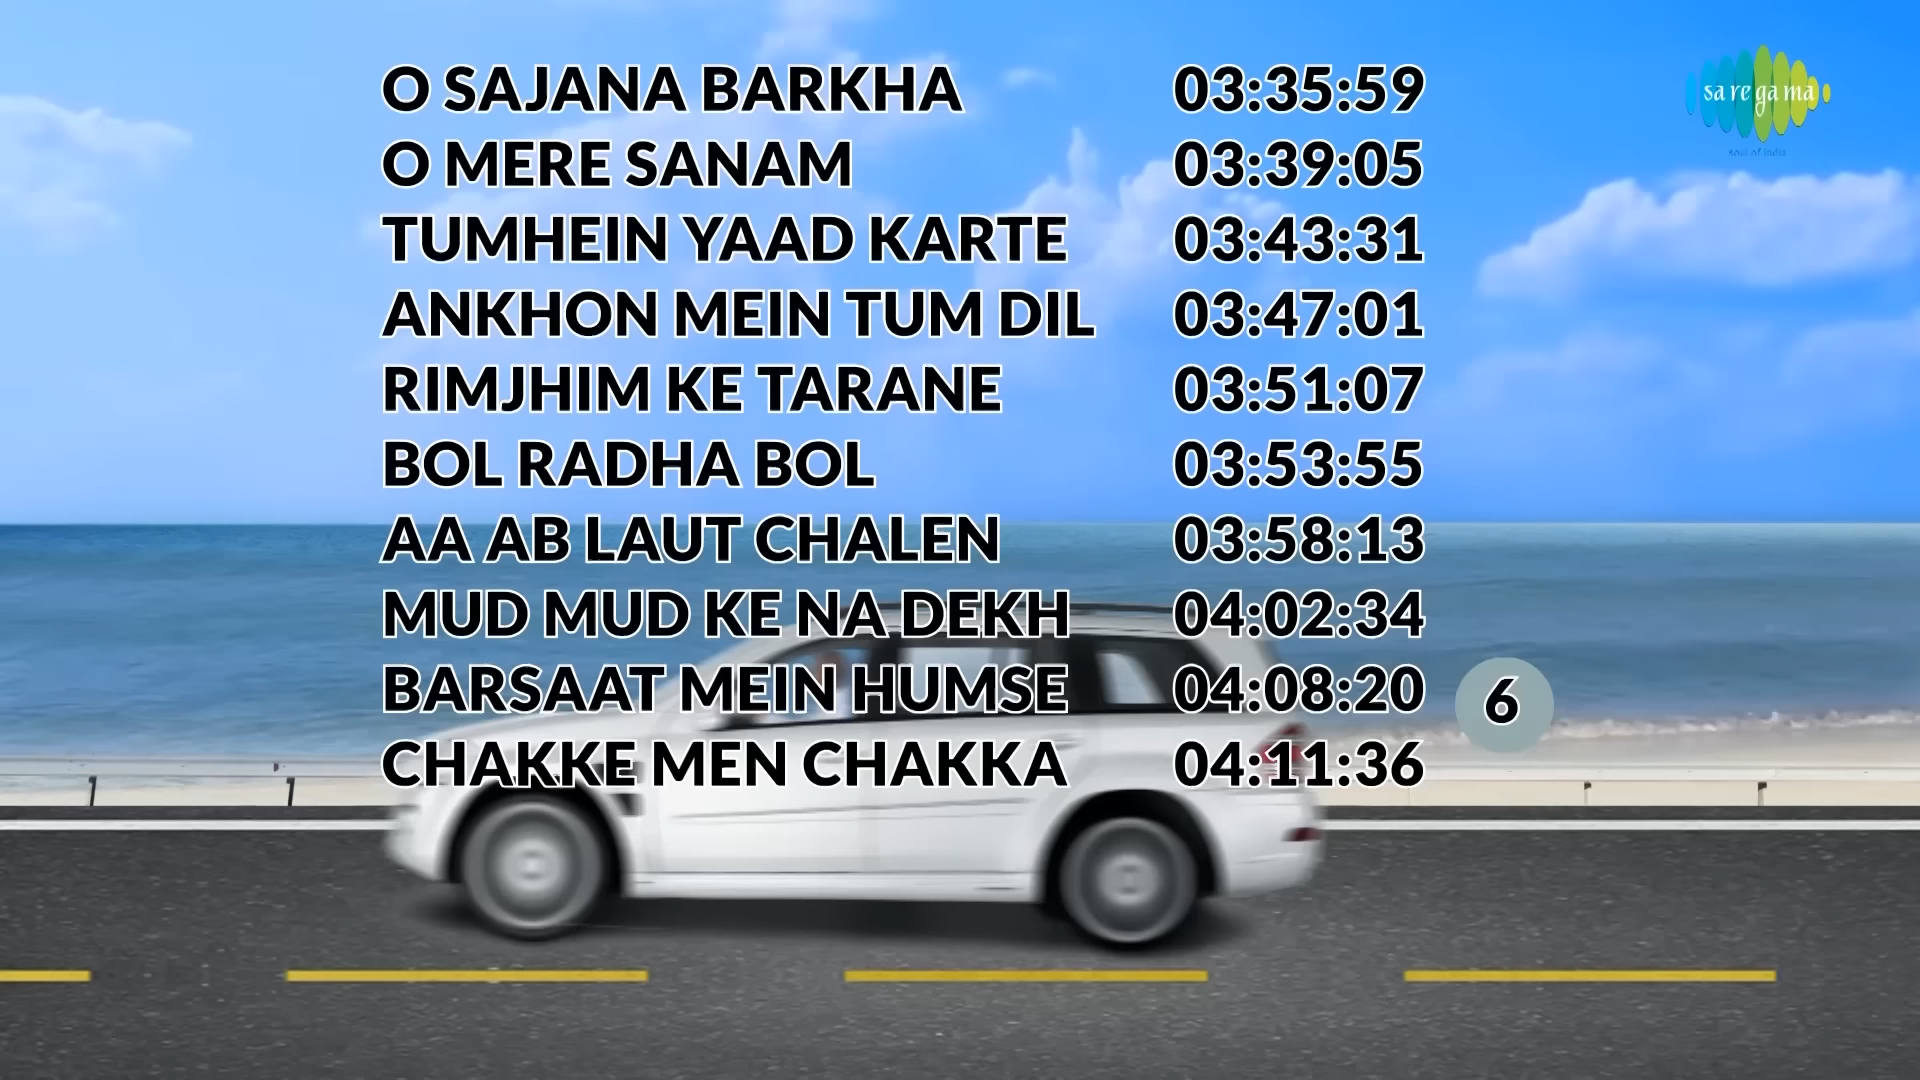 O SAJANA BARKHA 03:35:59
O MERE SANAM 03:39:05
TUMHEIN YAAD KARTE 03:43:31
ANKHON MEIN TUM DIL 03:47:01
RIMJHIM KE TARANE 03:51:07
BOL RADHA BOL 03:53:55
AA AB LAUT CHALEN 03:58:13
MUD MUD KE NA DEKH 04:02:34
BARSAAT MEIN HUMSE 04:08:20
6
CHAKKE MEN CHAKKA 04:11:36
sa re ga ma
soul of india